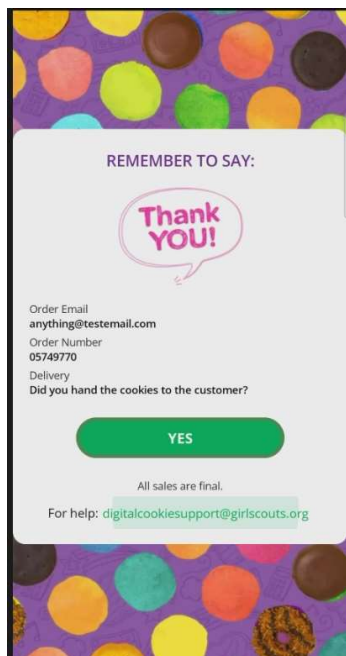 REMEMBER TO SAY:
Thank
YOU!
Order Email
anything@testemail.com
Order Number
05749770
Delivery
Did you hand the cookies to the customer?
YES
All sales are final.
For help: digitalcookiesupport@girlscouts.org